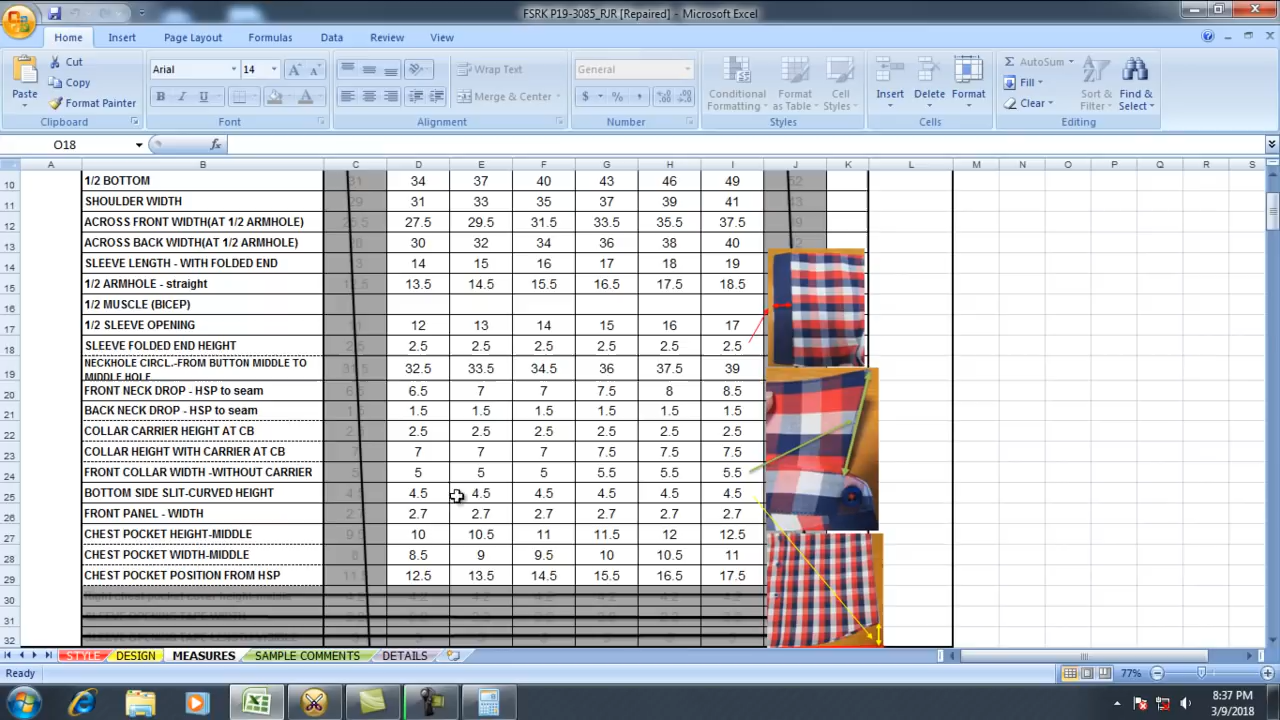 FSRK P19-3085_RJR [Repaired] - Microsoft Excel
Home Insert Page Layout Formulas Data Review View
Paste Cut Copy Format Painter Clipboard
Arial 14 A A B I U A Font
Wrap Text Merge & Center Alignment
General $ % , Number
Conditional Formatting Format as Table Cell Styles Styles
Insert Delete Format Cells
AutoSum Fill Clear Sort & Filter Find & Select Editing
O18 fx
A B C D E F G H I J K L M N O P Q R S
10 1/2 BOTTOM 31 34 37 40 43 46 49 52
11 SHOULDER WIDTH 29 31 33 35 37 39 41 43
12 ACROSS FRONT WIDTH(AT 1/2 ARMHOLE) 27.5 29.5 31.5 33.5 35.5 37.5
13 ACROSS BACK WIDTH(AT 1/2 ARMHOLE) 30 32 34 36 38 40
14 SLEEVE LENGTH - WITH FOLDED END 14 15 16 17 18 19
15 1/2 ARMHOLE - straight 13.5 14.5 15.5 16.5 17.5 18.5
16 1/2 MUSCLE (BICEP)
17 1/2 SLEEVE OPENING 12 13 14 15 16 17
18 SLEEVE FOLDED END HEIGHT 2.5 2.5 2.5 2.5 2.5 2.5
19 NECKHOLE CIRCL.-FROM BUTTON MIDDLE TO MIDDLE HOLE 32.5 33.5 34.5 36 37.5 39
20 FRONT NECK DROP - HSP to seam 6.5 7 7 7.5 8 8.5
21 BACK NECK DROP - HSP to seam 1.5 1.5 1.5 1.5 1.5 1.5
22 COLLAR CARRIER HEIGHT AT CB 2.5 2.5 2.5 2.5 2.5 2.5
23 COLLAR HEIGHT WITH CARRIER AT CB 7 7 7 7 7.5 7.5 7.5
24 FRONT COLLAR WIDTH -WITHOUT CARRIER 5 5 5 5 5.5 5.5 5.5
25 BOTTOM SIDE SLIT-CURVED HEIGHT 4.5 4.5 4.5 4.5 4.5 4.5
26 FRONT PANEL - WIDTH 2.7 2.7 2.7 2.7 2.7 2.7
27 CHEST POCKET HEIGHT-MIDDLE 10 10.5 11 11.5 12 12.5
28 CHEST POCKET WIDTH-MIDDLE 8 8.5 9 9.5 10 10.5 11
29 CHEST POCKET POSITION FROM HSP 12.5 13.5 14.5 15.5 16.5 17.5
30
31
32
STYLE DESIGN MEASURES SAMPLE COMMENTS DETAILS
Ready 77%
8:37 PM
3/9/2018